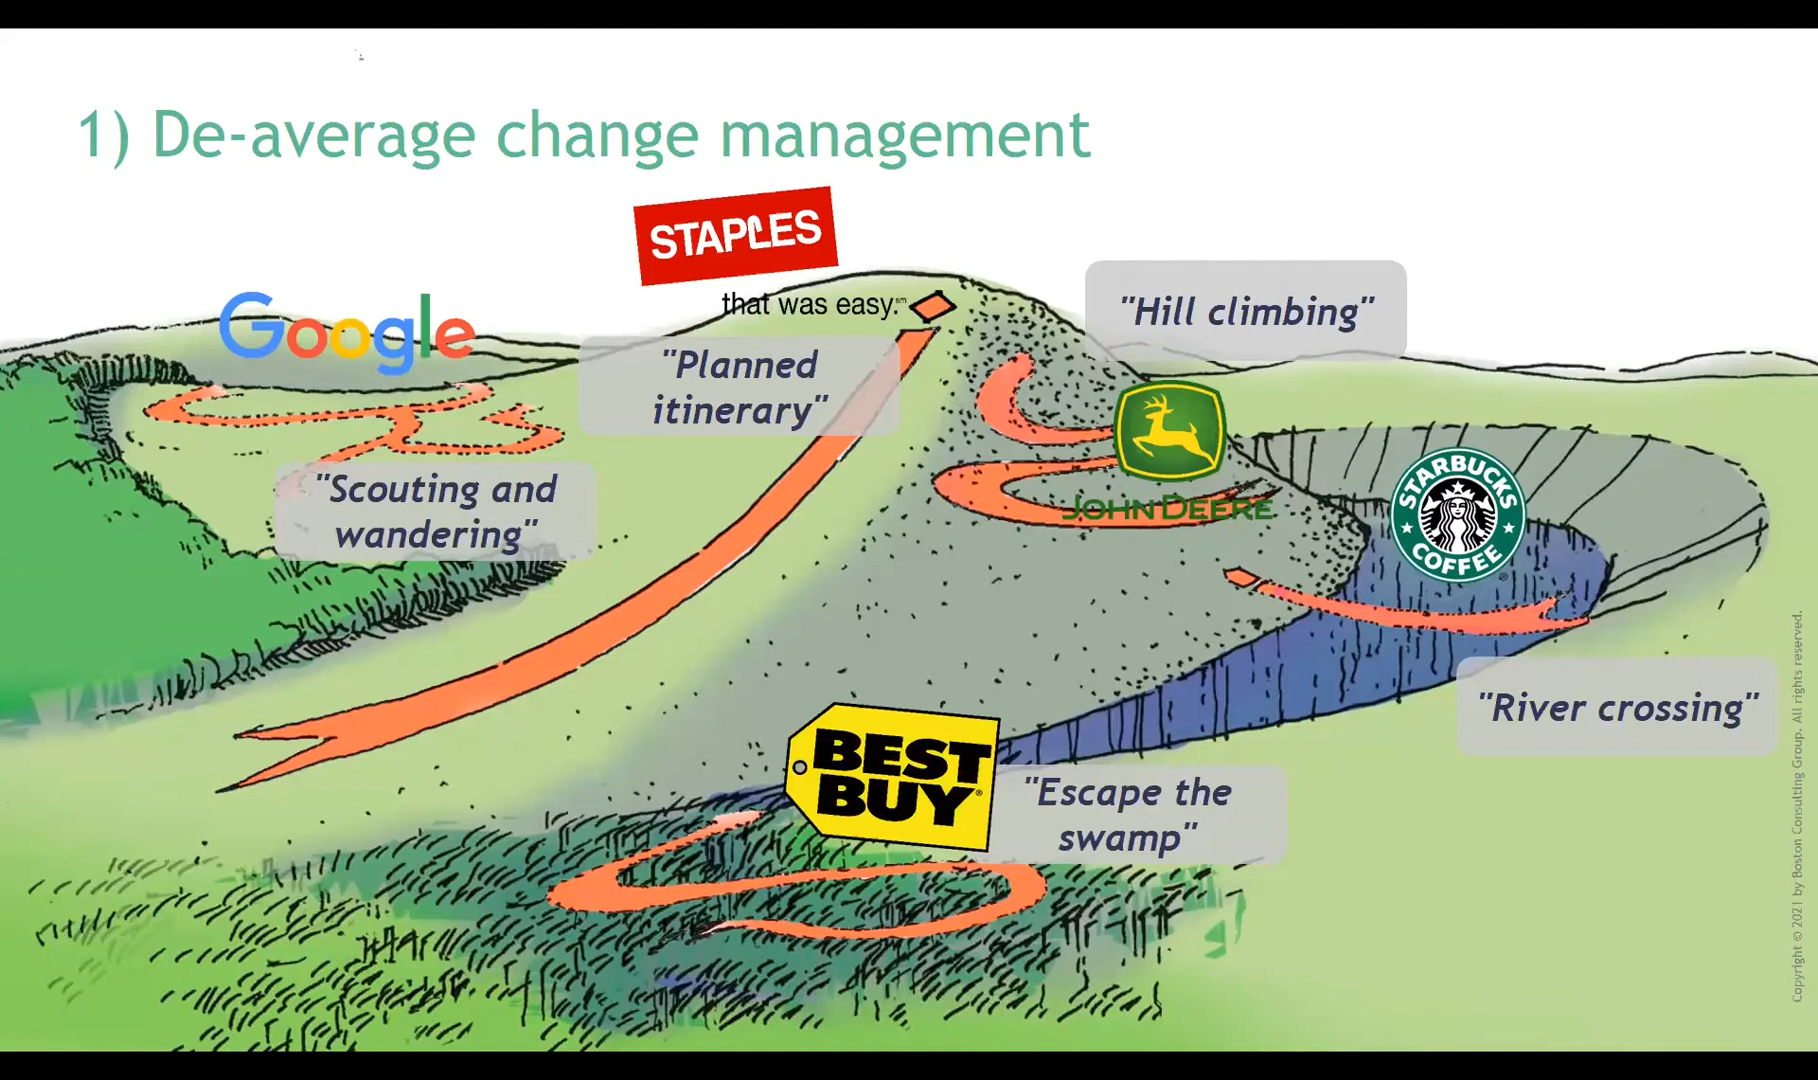 1) De-average change management
STAPLES
that was easy.℠
Google
"Hill climbing"
"Planned
itinerary"
"Scouting and
wandering"
JOHN DEERE
STARBUCKS
COFFEE
®
"River crossing"
BEST
BUY®
"Escape the
swamp"
Copyright © 2021 by Boston Consulting Group. All rights reserved.